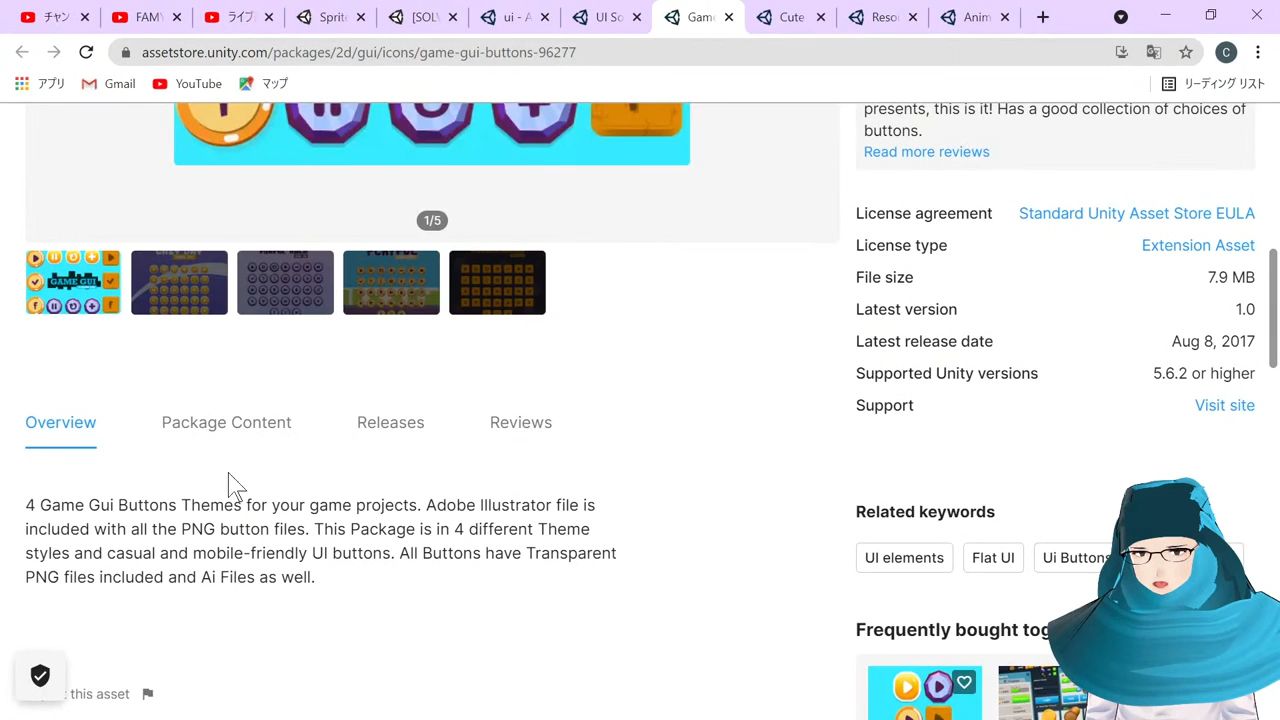 チャン
FAMY
ライブ
Sprite
[SOLV
ui - A
UI So
Game
Cute
Reso
Anim
assetstore.unity.com/packages/2d/gui/icons/game-gui-buttons-96277
C
アプリ
Gmail
YouTube
マップ
リーディング リスト
presents, this is it! Has a good collection of choices of
buttons.
Read more reviews
1/5
GAME GUI
License agreement
Standard Unity Asset Store EULA
License type
Extension Asset
File size
7.9 MB
Latest version
1.0
Latest release date
Aug 8, 2017
Supported Unity versions
5.6.2 or higher
Support
Visit site
Overview
Package Content
Releases
Reviews
4 Game Gui Buttons Themes for your game projects. Adobe Illustrator file is
included with all the PNG button files. This Package is in 4 different Theme
styles and casual and mobile-friendly UI buttons. All Buttons have Transparent
PNG files included and Ai Files as well.
Related keywords
UI elements
Flat UI
Ui Buttons
Frequently bought tog
this asset